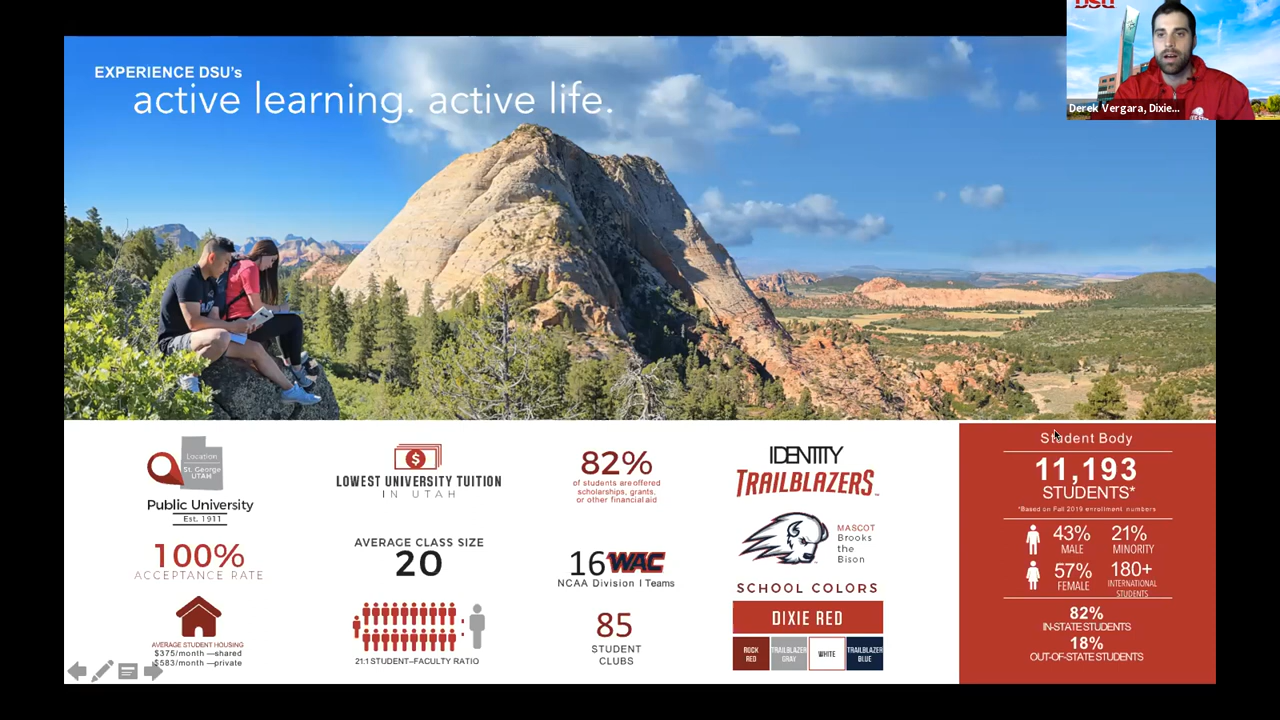 DSU
Derek Vergara, Dixie...
EXPERIENCE DSU's
active learning. active life.
Location
St. George
UTAH
Public University
Est. 1911
100%
ACCEPTANCE RATE
AVERAGE STUDENT HOUSING
$375/month —shared
$583/month —private
$
LOWEST UNIVERSITY TUITION
IN UTAH
AVERAGE CLASS SIZE
20
21:1 STUDENT–FACULTY RATIO
82%
of students are offered
scholarships, grants,
or other financial aid
16 WAC
NCAA Division I Teams
85
STUDENT
CLUBS
IDENTITY
TRAILBLAZERS
MASCOT
Brooks
the
Bison
SCHOOL COLORS
DIXIE RED
ROCK
RED
TRAILBLAZER
GRAY
WHITE
TRAILBLAZER
BLUE
Student Body
11,193
STUDENTS*
*Based on Fall 2019 enrollment numbers
43%
MALE
21%
MINORITY
57%
FEMALE
180+
INTERNATIONAL
STUDENTS
82%
IN-STATE STUDENTS
18%
OUT-OF-STATE STUDENTS